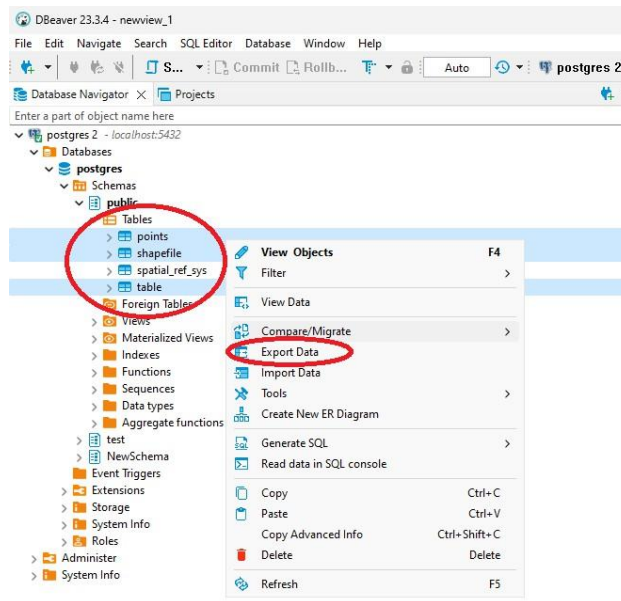 DBeaver 23.3.4 - newview_1
File Edit Navigate Search SQL Editor Database Window Help
S... Commit Rollb... T Auto postgres 2
Database Navigator Projects
Enter a part of object name here
postgres 2 - localhost:5432
Databases
postgres
Schemas
public
Tables
points
shapefile
spatial_ref_sys
table
Foreign Tables
Views
Materialized Views
Indexes
Functions
Sequences
Data types
Aggregate functions
test
NewSchema
Event Triggers
Extensions
Storage
System Info
Roles
Administer
System Info
View Objects F4
Filter
View Data
Compare/Migrate
Export Data
Import Data
Tools
Create New ER Diagram
Generate SQL
Read data in SQL console
Copy Ctrl+C
Paste Ctrl+V
Copy Advanced Info Ctrl+Shift+C
Delete Delete
Refresh F5